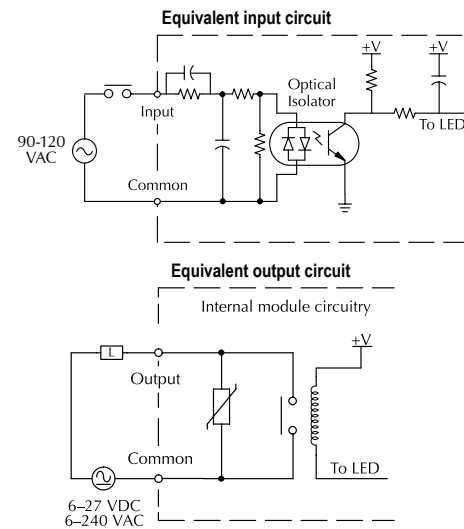 Equivalent input circuit
+V
+V
Optical
Isolator
Input
To LED
90-120
VAC
Common
Equivalent output circuit
Internal module circuitry
+V
L
Output
Common
To LED
6–27 VDC
6–240 VAC